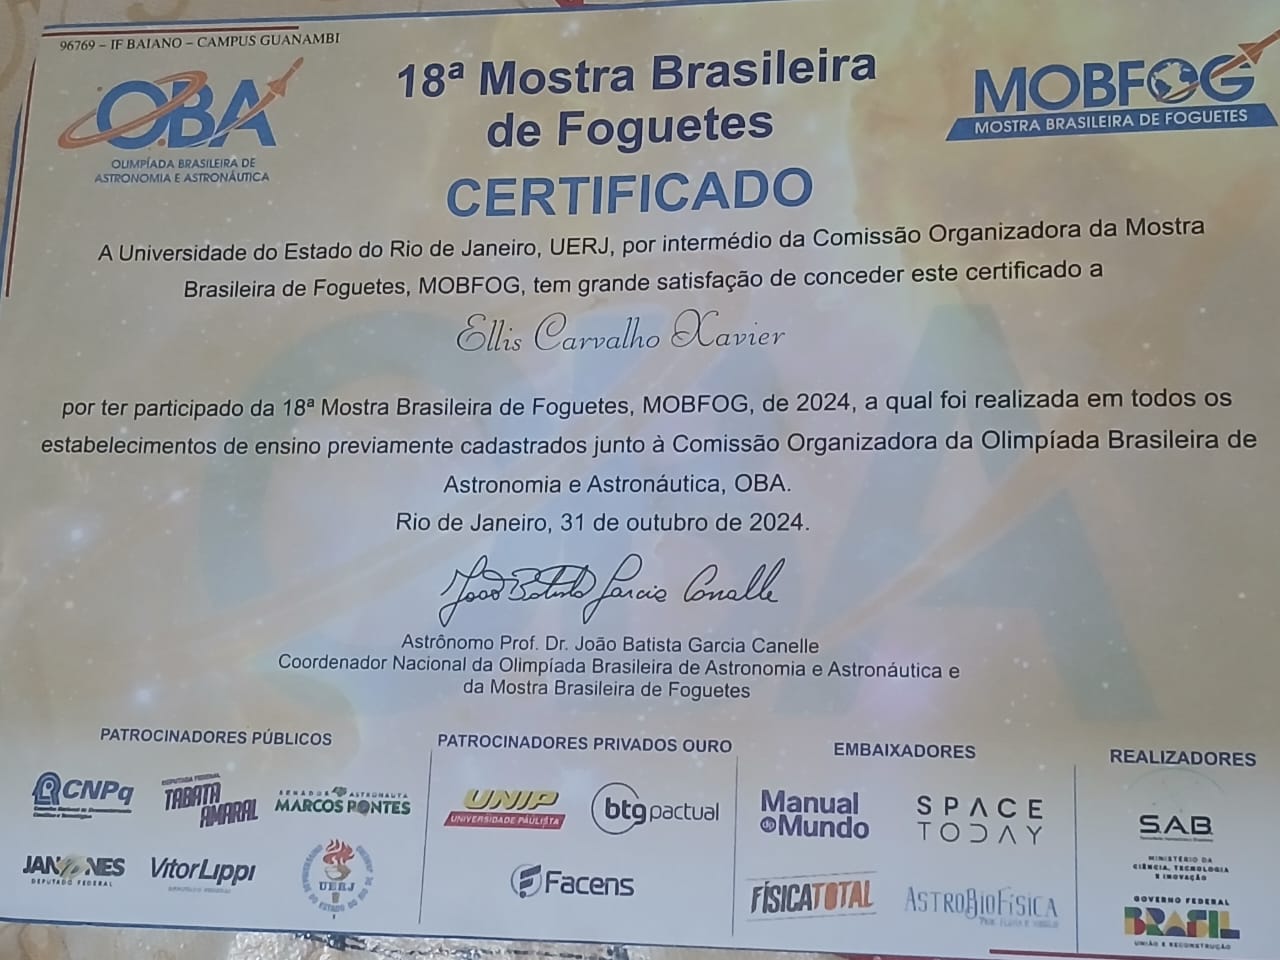 96769 – IF BAIANO – CAMPUS GUANAMBI
OBA
OLIMPÍADA BRASILEIRA DE
ASTRONOMIA E ASTRONÁUTICA
18ª Mostra Brasileira
de Foguetes
MOBFOG
MOSTRA BRASILEIRA DE FOGUETES
CERTIFICADO
A Universidade do Estado do Rio de Janeiro, UERJ, por intermédio da Comissão Organizadora da Mostra
Brasileira de Foguetes, MOBFOG, tem grande satisfação de conceder este certificado a
Ellis Carvalho Xavier
por ter participado da 18ª Mostra Brasileira de Foguetes, MOBFOG, de 2024, a qual foi realizada em todos os
estabelecimentos de ensino previamente cadastrados junto à Comissão Organizadora da Olimpíada Brasileira de
Astronomia e Astronáutica, OBA.
Rio de Janeiro, 31 de outubro de 2024.
João Batista Garcia Canalle
Astrônomo Prof. Dr. João Batista Garcia Canelle
Coordenador Nacional da Olimpíada Brasileira de Astronomia e Astronáutica e
da Mostra Brasileira de Foguetes
PATROCINADORES PÚBLICOS
CNPq
Conselho Nacional de Desenvolvimento
Científico e Tecnológico
DEPUTADA FEDERAL
TABATA
AMARAL
SENADOR ASTRONAUTA
MARCOS PONTES
JANONES
DEPUTADO FEDERAL
VitorLippi
DEPUTADO FEDERAL
UERJ
PATROCINADORES PRIVADOS OURO
UNIP
UNIVERSIDADE PAULISTA
btgpactual
Facens
EMBAIXADORES
Manual
do Mundo
SPACE
TODAY
FÍSICATOTAL
ASTROBIOFÍSICA
REALIZADORES
S.A.B.
MINISTÉRIO DA
CIÊNCIA, TECNOLOGIA
E INOVAÇÃO
GOVERNO FEDERAL
BRASIL
UNIÃO E RECONSTRUÇÃO